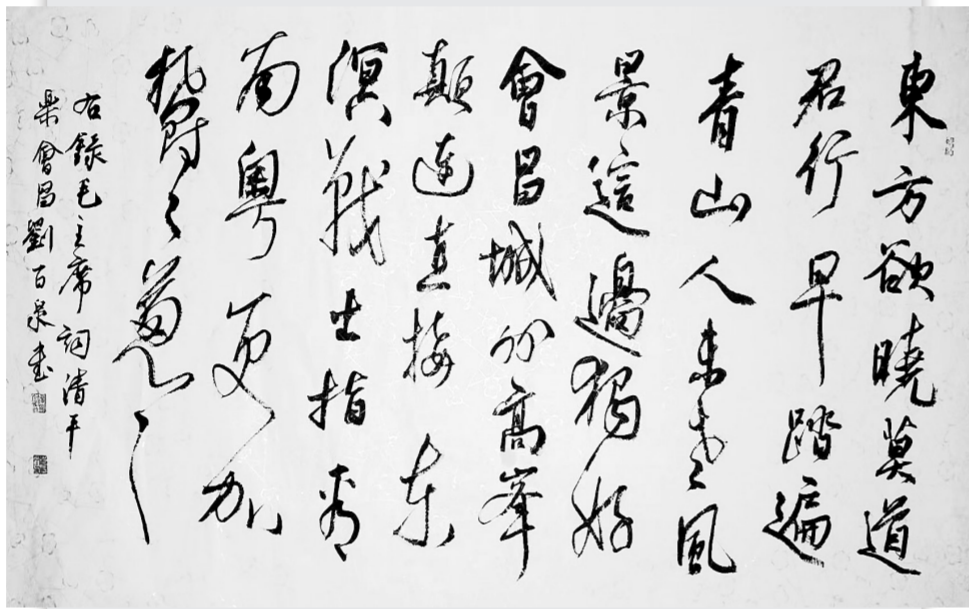 東方欲曉莫道
君行早踏遍
青山人未老風
景這邊獨好
會昌城外高峯
顛連直接东
溟戰士指看
南粵更加
欝々葱々
右錄毛主席詞清平
樂會昌劉百泉書